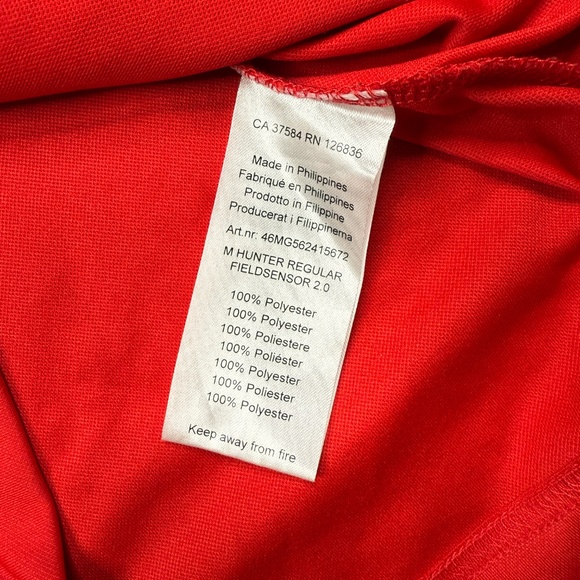 CA 37584 RN 126836
Made in Philippines
Fabriqué en Philippines
Prodotto in Filippine
Producerat i Filippinerna
Art.nr: 46MG562415672
M HUNTER REGULAR
FIELDSENSOR 2.0
100% Polyester
100% Polyester
100% Poliestere
100% Poliéster
100% Polyester
100% Poliester
100% Polyester
Keep away from fire